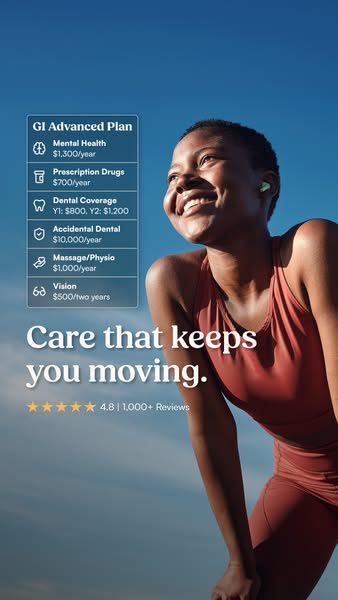 GI Advanced Plan
Mental Health
$1,300/year
Prescription Drugs
$700/year
Dental Coverage
Y1: $800, Y2: $1,200
Accidental Dental
$10,000/year
Massage/Physio
$1,000/year
Vision
$500/two years
Care that keeps
you moving.
4.8 | 1,000+ Reviews